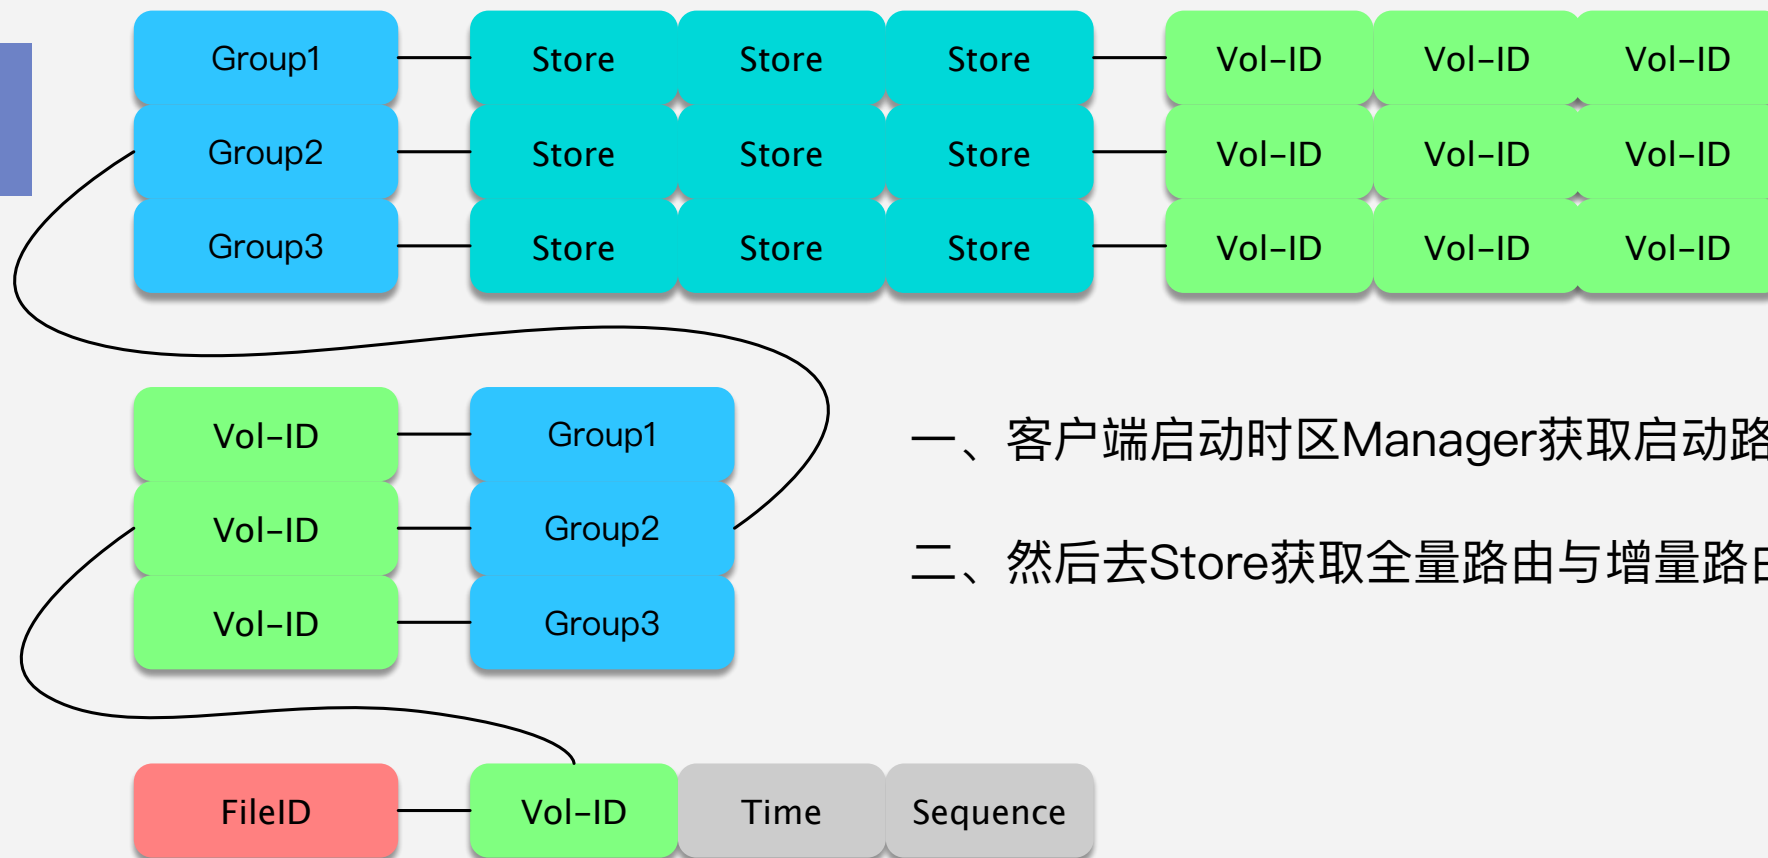 Group1 Store Store Store Vol-ID Vol-ID Vol-ID
Group2 Store Store Store Vol-ID Vol-ID Vol-ID
Group3 Store Store Store Vol-ID Vol-ID Vol-ID
Vol-ID Group1
一、客户端启动时区Manager获取启动路
Vol-ID Group2
二、然后去Store获取全量路由与增量路由
Vol-ID Group3
FileID Vol-ID Time Sequence